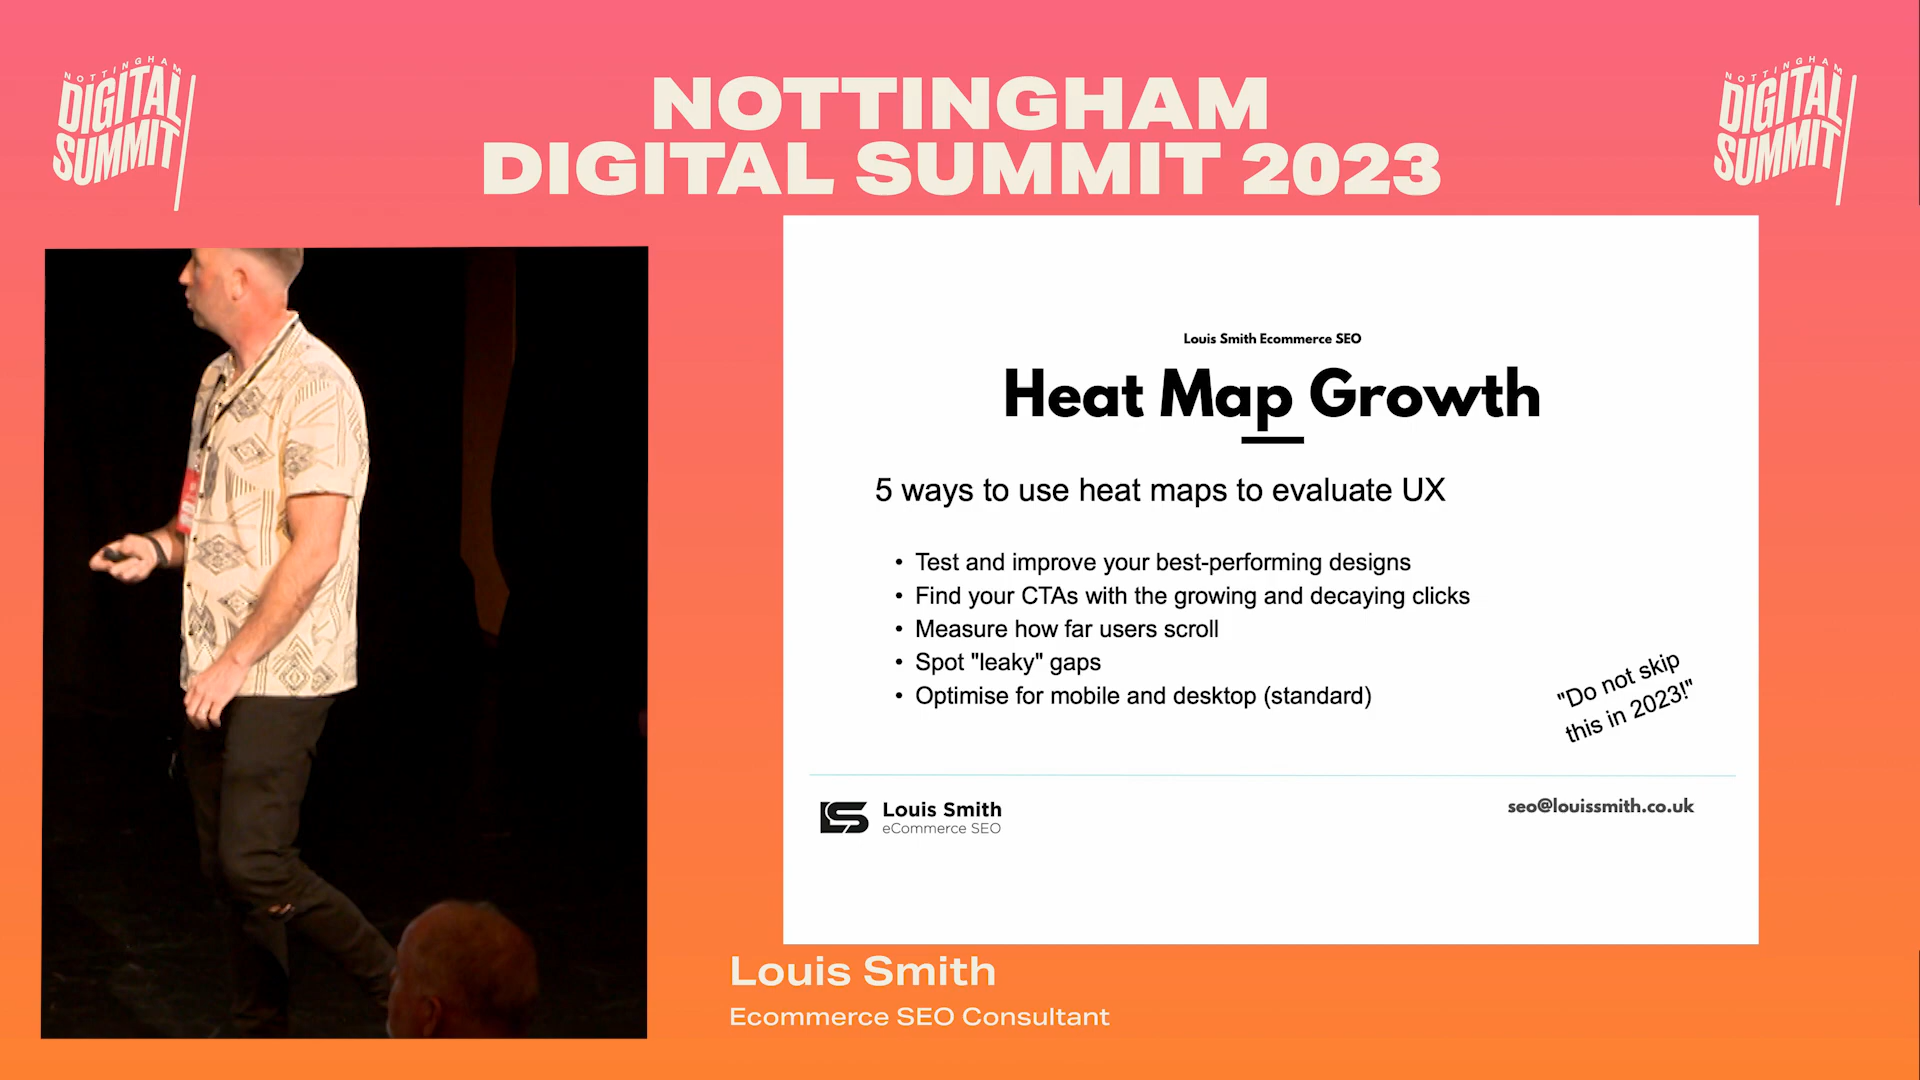 NOTTINGHAM
DIGITAL
SUMMIT
NOTTINGHAM
DIGITAL SUMMIT 2023
NOTTINGHAM
DIGITAL
SUMMIT
Louis Smith Ecommerce SEO
Heat Map Growth
5 ways to use heat maps to evaluate UX
• Test and improve your best-performing designs
• Find your CTAs with the growing and decaying clicks
• Measure how far users scroll
• Spot "leaky" gaps
• Optimise for mobile and desktop (standard)
"Do not skip
this in 2023!"
LS
Louis Smith
eCommerce SEO
seo@louissmith.co.uk
Louis Smith
Ecommerce SEO Consultant